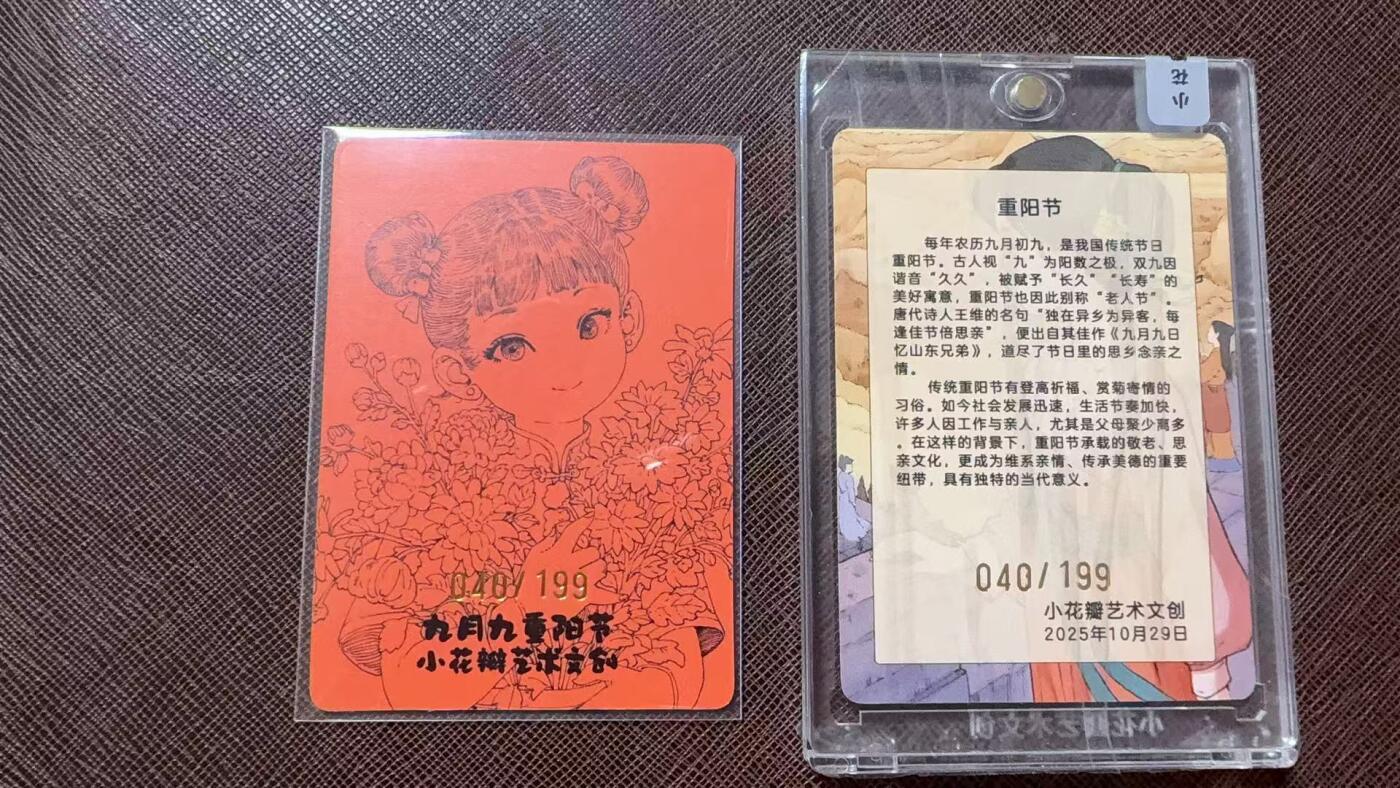 040/199
九月九重阳节
小花瓣艺术文创
小花
重阳节
每年农历九月初九，是我国传统节日
重阳节。古人视“九”为阳数之极，双九因
谐音“久久”，被赋予“长久”“长寿”的
美好寓意，重阳节也因此别称“老人节”。
唐代诗人王维的名句“独在异乡为异客，每
逢佳节倍思亲”，便出自其佳作《九月九日
忆山东兄弟》，道尽了节日里的思乡念亲之
情。
传统重阳节有登高祈福、赏菊寄情的
习俗。如今社会发展迅速，生活节奏加快，
许多人因工作与亲人，尤其是父母聚少离多
。在这样的背景下，重阳节承载的敬老、思
亲文化，更成为维系亲情、传承美德的重要
纽带，具有独特的当代意义。
040/199
小花瓣艺术文创
2025年10月29日
小花瓣艺术文创